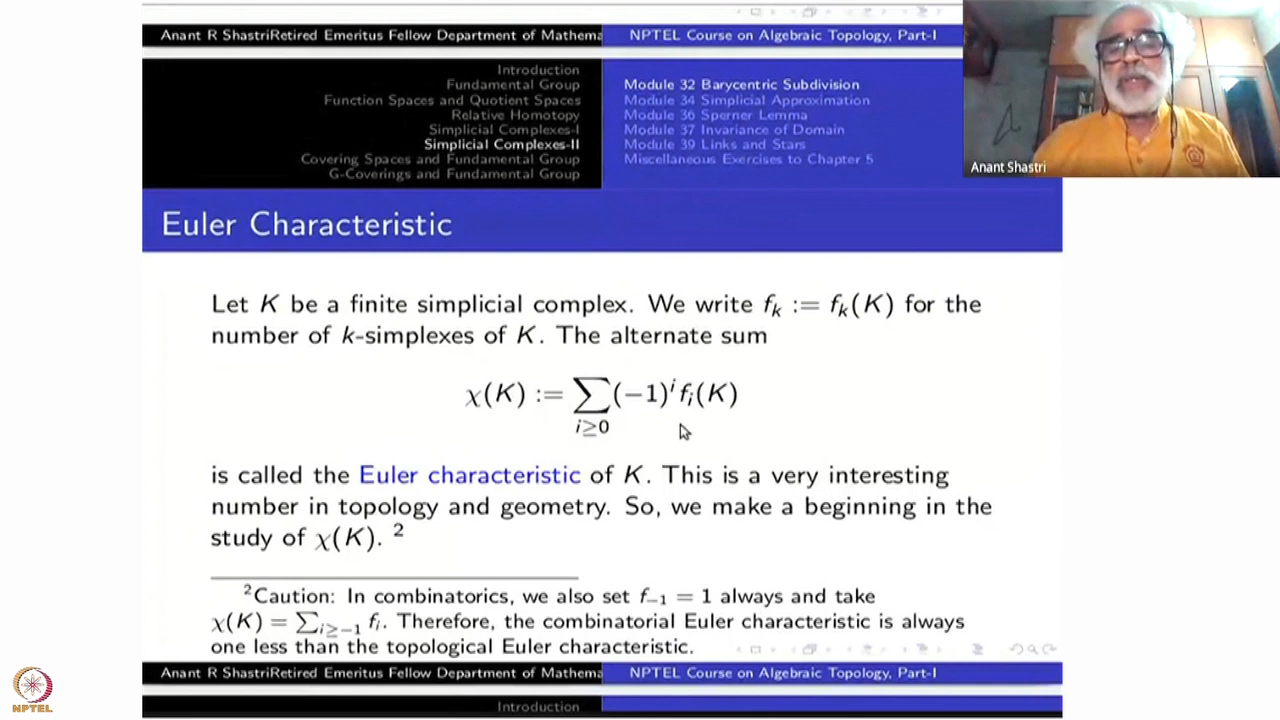 Anant R ShastriRetired Emeritus Fellow Department of Mathema NPTEL Course on Algebraic Topology, Part-I
Introduction
Fundamental Group
Function Spaces and Quotient Spaces
Relative Homotopy
Simplicial Complexes-I
Simplicial Complexes-II
Covering Spaces and Fundamental Group
G-Coverings and Fundamental Group
Module 32 Barycentric Subdivision
Module 34 Simplicial Approximation
Module 36 Sperner Lemma
Module 37 Invariance of Domain
Module 39 Links and Stars
Miscellaneous Exercises to Chapter 5
Anant Shastri
Euler Characteristic
Let K be a finite simplicial complex. We write f_k := f_k(K) for the
number of k-simplexes of K. The alternate sum
χ(K) := ∑_{i≥0} (−1)^i f_i(K)
is called the Euler characteristic of K. This is a very interesting
number in topology and geometry. So, we make a beginning in the
study of χ(K). ²
²Caution: In combinatorics, we also set f_{−1} = 1 always and take
χ(K) = ∑_{i≥−1} f_i. Therefore, the combinatorial Euler characteristic is always
one less than the topological Euler characteristic.
Anant R ShastriRetired Emeritus Fellow Department of Mathema NPTEL Course on Algebraic Topology, Part-I
Introduction
NPTEL